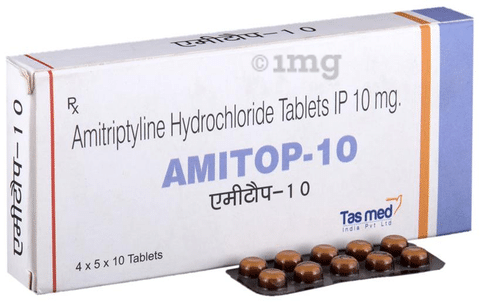 ©1mg
Rx
Amitriptyline Hydrochloride Tablets IP 10 mg.
AMITOP-10
एमीटौप-10
Tas med
India Pvt Ltd
4 x 5 x 10 Tablets
एमीटौप-10